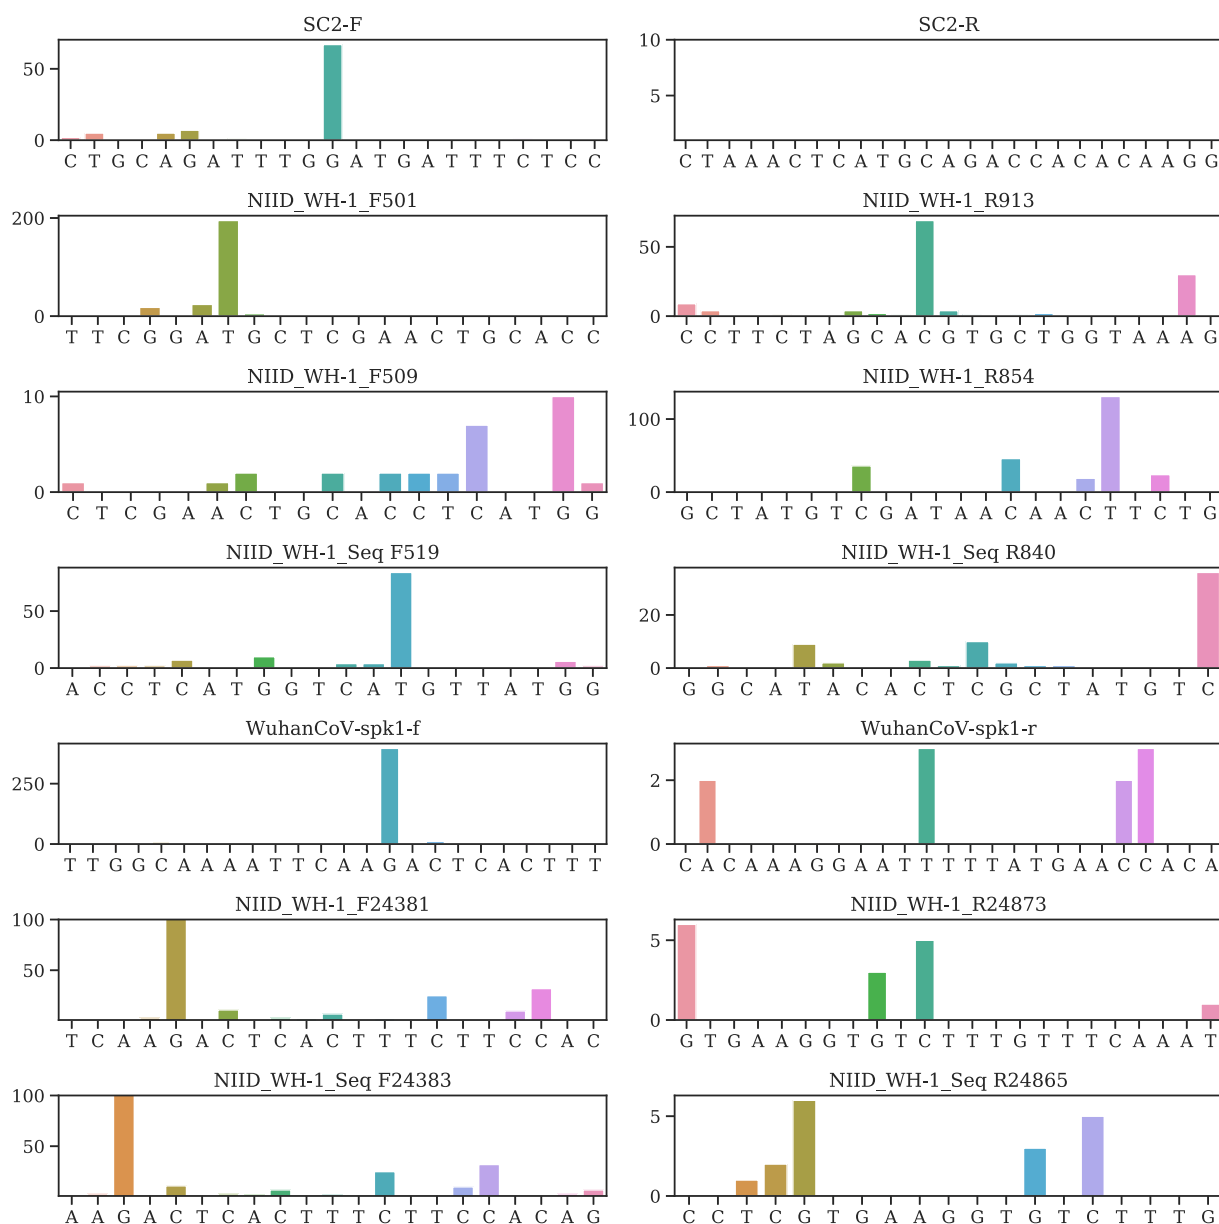 SC2-F
50
0
C T G C A G A T T T G G A T G A T T T C T C C
SC2-R
10
5
C T A A A C T C A T G C A G A C C A C A C A A G G
NIID_WH-1_F501
200
0
T T C G G A T G C T C G A A C T G C A C C
NIID_WH-1_R913
50
0
C C T T C T A G C A C G T G C T G G T A A A G
NIID_WH-1_F509
10
0
C T C G A A C T G C A C C T C A T G G
NIID_WH-1_R854
100
0
G C T A T G T C G A T A A C A A C T T C T G
NIID_WH-1_Seq F519
50
0
A C C T C A T G G T C A T G T T A T G G
NIID_WH-1_Seq R840
20
0
G G C A T A C A C T C G C T A T G T C
WuhanCoV-spk1-f
250
0
T T G G C A A A A T T C A A G A C T C A C T T T
WuhanCoV-spk1-r
2
0
C A C A A A G G A A T T T T T A T G A A C C A C A
NIID_WH-1_F24381
100
50
T C A A G A C T C A C T T T C T T C C A C
NIID_WH-1_R24873
5
0
G T G A A G G T G T C T T T G T T T C A A A T
NIID_WH-1_Seq F24383
100
50
A A G A C T C A C T T T C T T C C A C A G
NIID_WH-1_Seq R24865
5
0
C C T C G T G A A G G T G T C T T T G